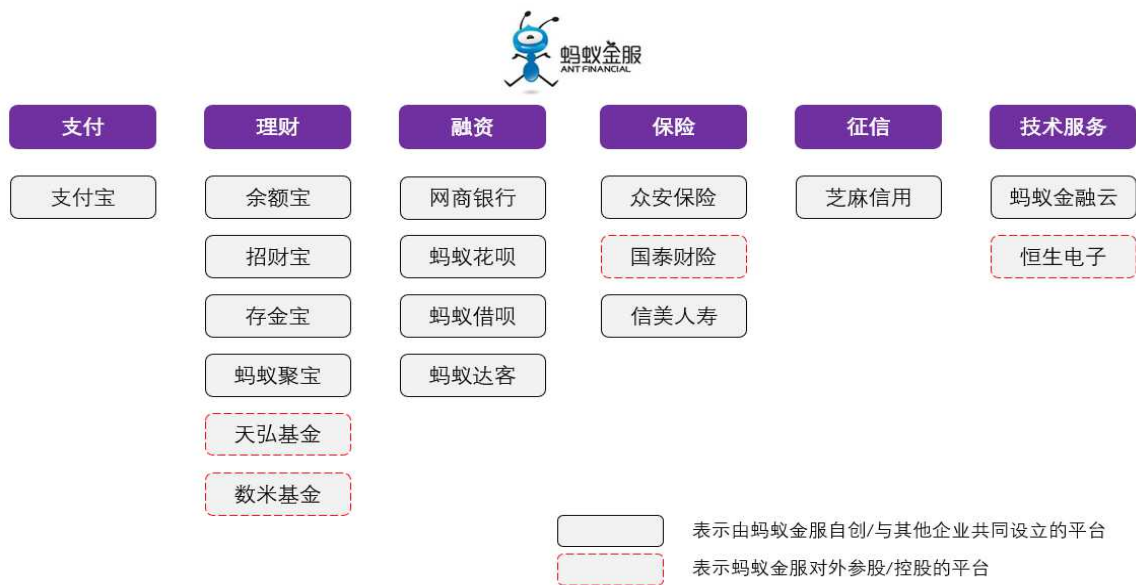 蚂蚁金服
ANT FINANCIAL
支付 理财 融资 保险 征信 技术服务
支付宝 余额宝 网商银行 众安保险 芝麻信用 蚂蚁金融云
招财宝 蚂蚁花呗 国泰财险 恒生电子
存金宝 蚂蚁借呗 信美人寿
蚂蚁聚宝 蚂蚁达客
天弘基金
数米基金
表示由蚂蚁金服自创/与其他企业共同设立的平台
表示蚂蚁金服对外参股/控股的平台